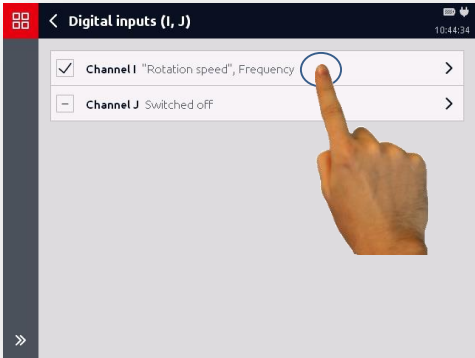 Digital inputs (I, J)
10:44:34
Channel I "Rotation speed", Frequency
Channel J Switched off